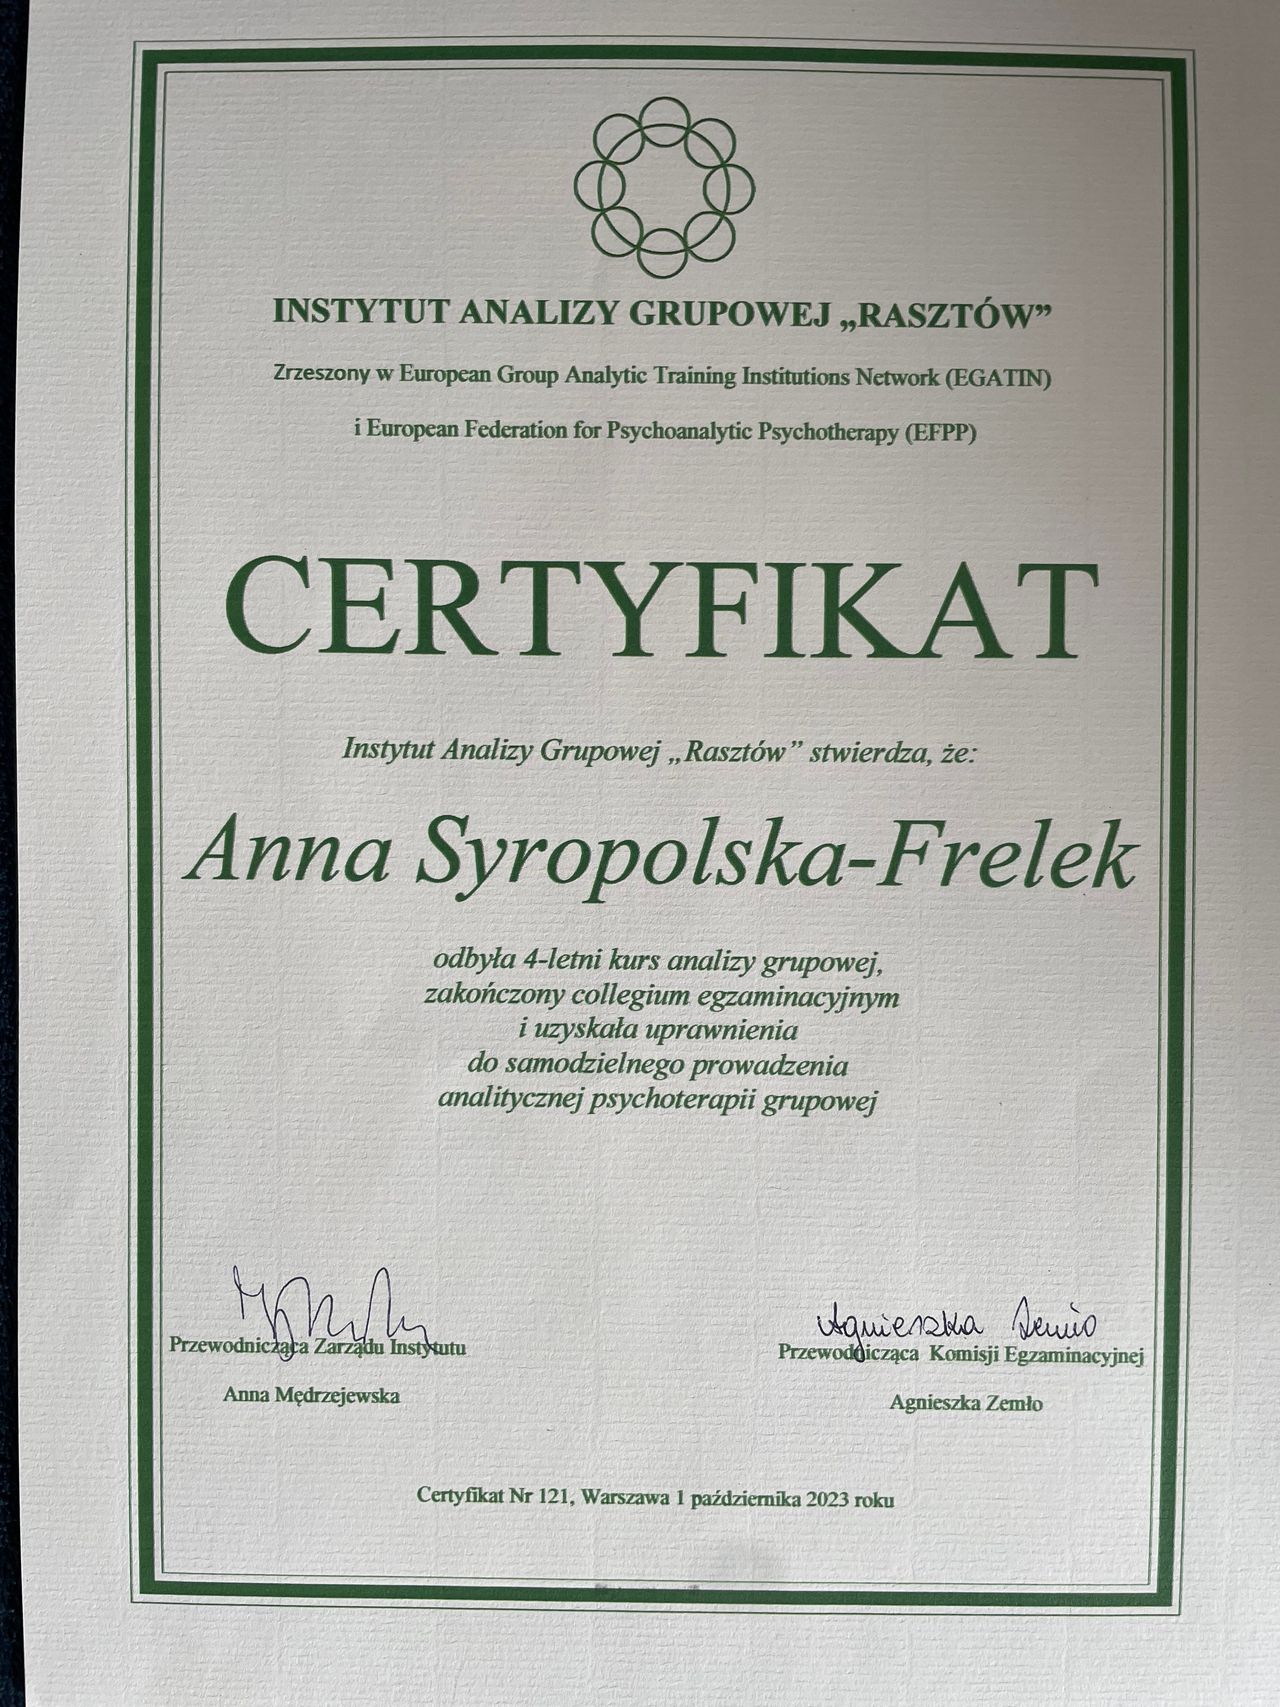 INSTYTUT ANALIZY GRUPOWEJ „RASZTÓW”
Zrzeszony w European Group Analytic Training Institutions Network (EGATIN)
i European Federation for Psychoanalytic Psychotherapy (EFPP)
CERTYFIKAT
Instytut Analizy Grupowej „Rasztów” stwierdza, że:
Anna Syropolska-Frelek
odbyła 4-letni kurs analizy grupowej,
zakończony collegium egzaminacyjnym
i uzyskała uprawnienia
do samodzielnego prowadzenia
analitycznej psychoterapii grupowej
Agnieszka Zemło
Przewodnicząca Zarządu Instytutu
Przewodnicząca Komisji Egzaminacyjnej
Anna Mędrzejewska
Agnieszka Zemło
Certyfikat Nr 121, Warszawa 1 października 2023 roku